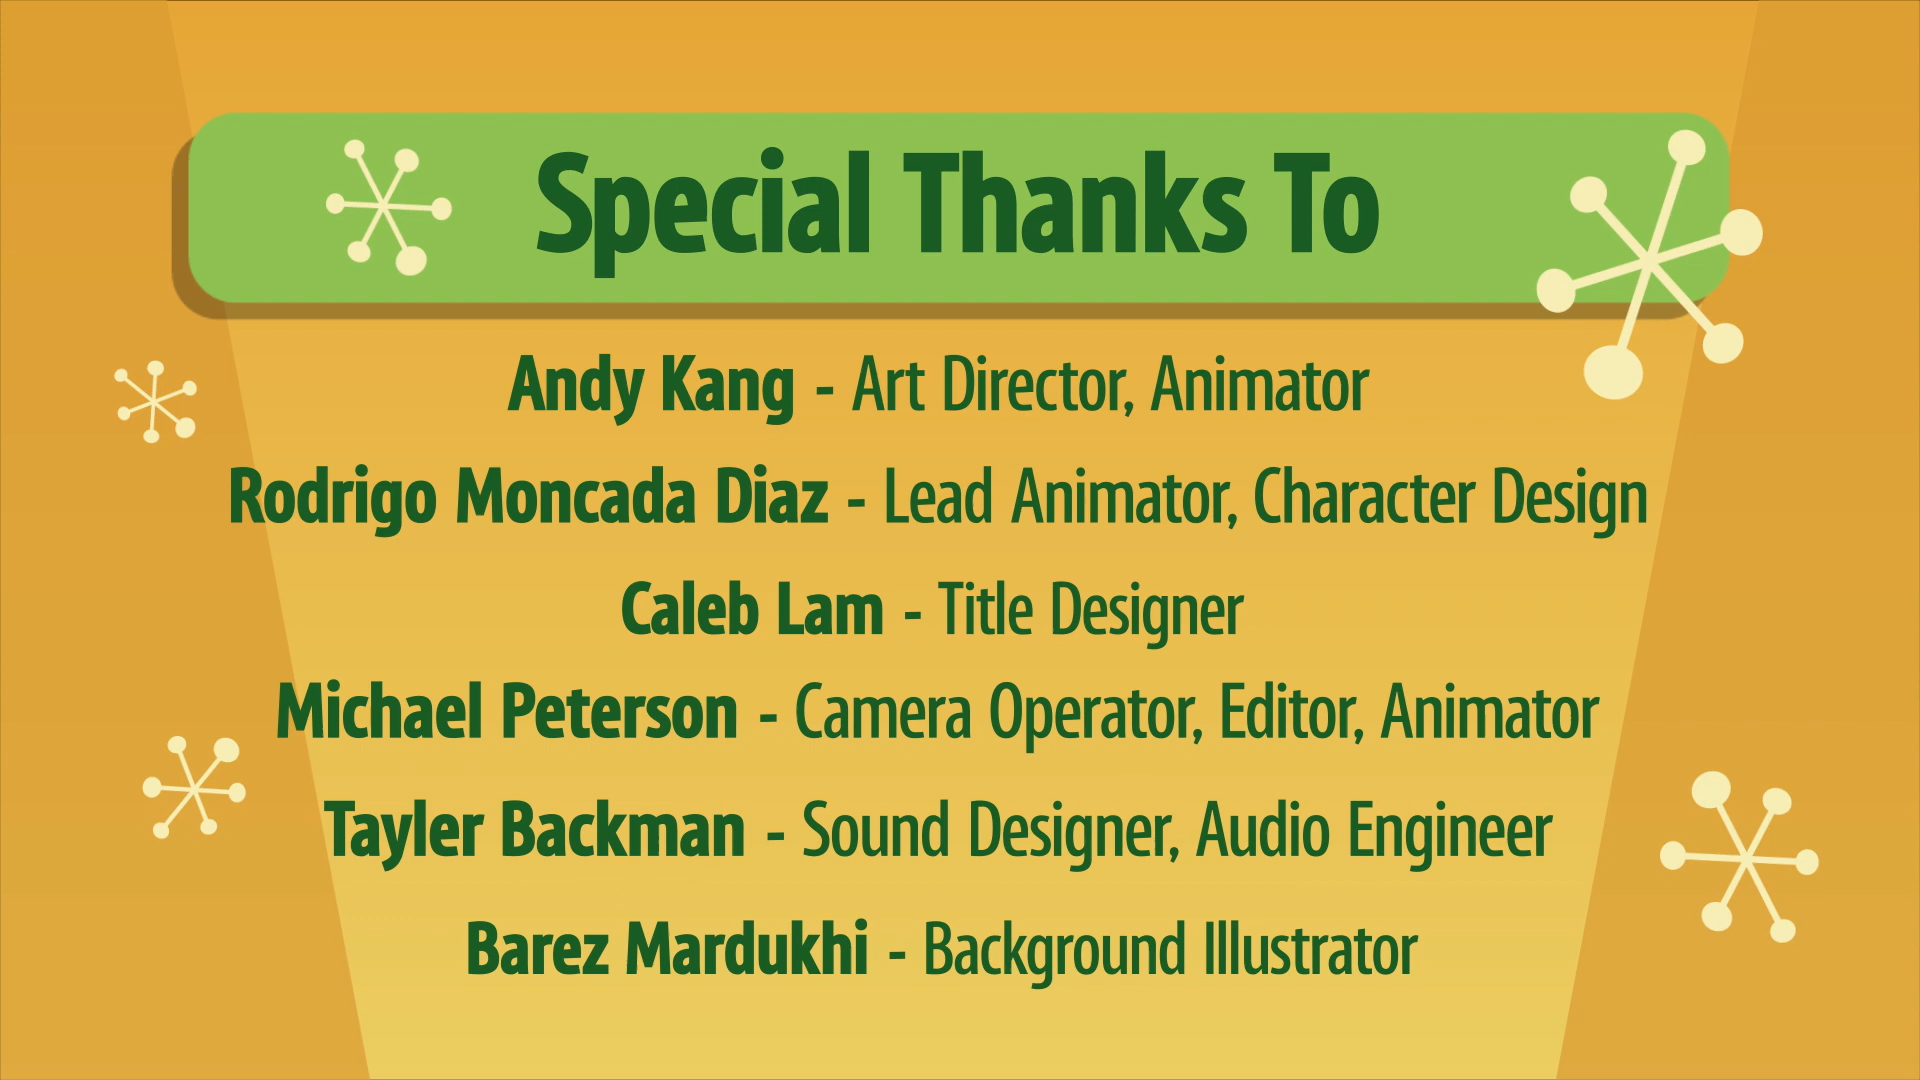 Special Thanks To
Andy Kang - Art Director, Animator
Rodrigo Moncada Diaz - Lead Animator, Character Design
Caleb Lam - Title Designer
Michael Peterson - Camera Operator, Editor, Animator
Tayler Backman - Sound Designer, Audio Engineer
Barez Mardukhi - Background Illustrator